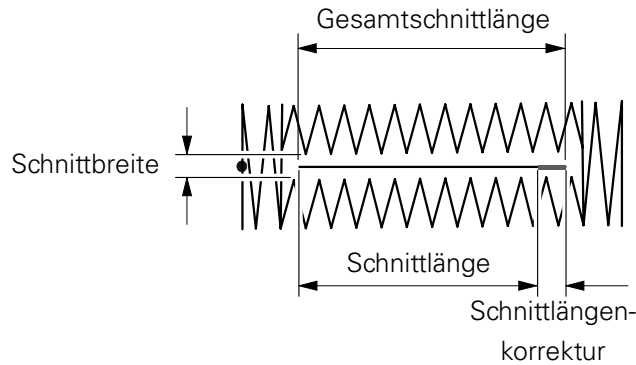 Gesamtschnittlänge
Schnittbreite
Schnittlänge
Schnittlängen-
korrektur